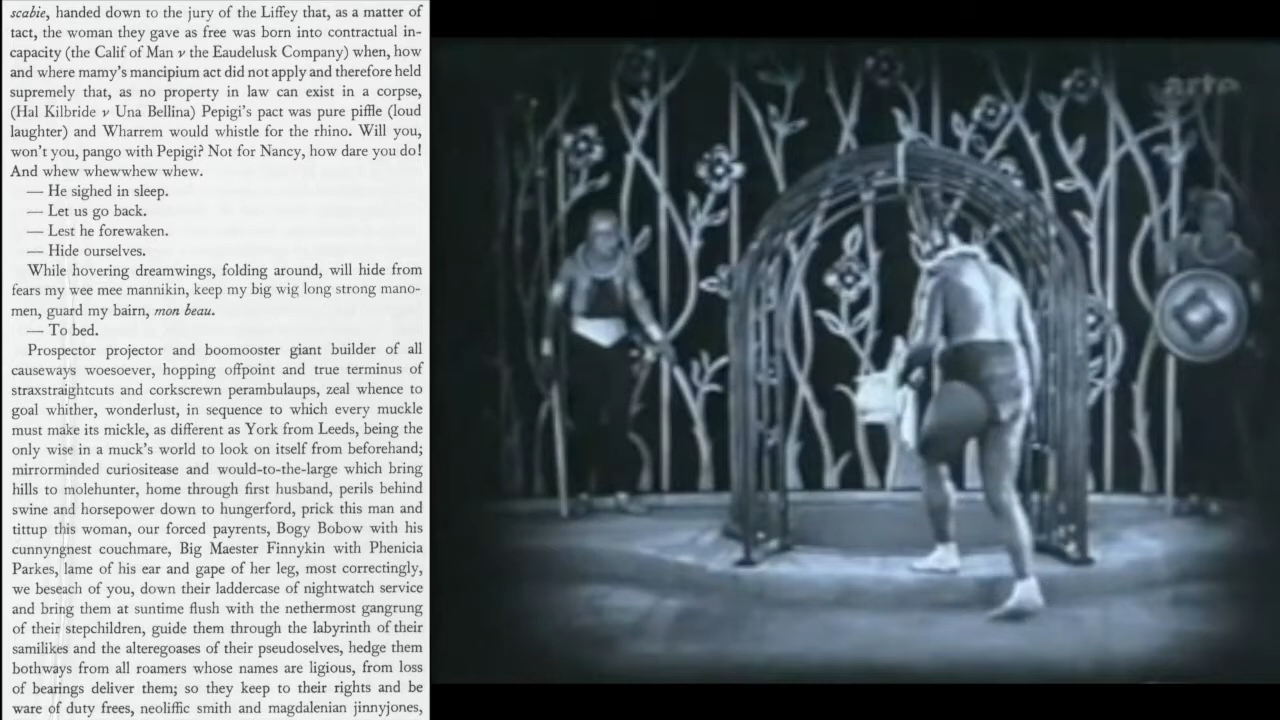 scabie, handed down to the jury of the Liffey that, as a matter of
tact, the woman they gave as free was born into contractual in-
capacity (the Calif of Man v the Eaudelusk Company) when, how
and where mamy's mancipium act did not apply and therefore held
supremely that, as no property in law can exist in a corpse,
(Hal Kilbride v Una Bellina) Pepigi's pact was pure piffle (loud
laughter) and Wharrem would whistle for the rhino. Will you,
won't you, pango with Pepigi? Not for Nancy, how dare you do!
And whew whewwhew whew.
— He sighed in sleep.
— Let us go back.
— Lest he forewaken.
— Hide ourselves.
While hovering dreamwings, folding around, will hide from
fears my wee mee mannikin, keep my big wig long strong mano-
men, guard my bairn, mon beau.
— To bed.
Prospector projector and boomooster giant builder of all
causeways woesoever, hopping offpoint and true terminus of
straxstraightcuts and corkscrewn perambulaups, zeal whence to
goal whither, wonderlust, in sequence to which every muckle
must make its mickle, as different as York from Leeds, being the
only wise in a muck's world to look on itself from beforehand;
mirrorminded curiositease and would-to-the-large which bring
hills to molehunter, home through first husband, perils behind
swine and horsepower down to hungerford, prick this man and
tittup this woman, our forced payrents, Bogy Bobow with his
cunnyngnest couchmare, Big Maester Finnykin with Phenicia
Parkes, lame of his ear and gape of her leg, most correctingly,
we beseach of you, down their laddercase of nightwatch service
and bring them at suntime flush with the nethermost gangrung
of their stepchildren, guide them through the labyrinth of their
samilikes and the alteregoases of their pseudoselves, hedge them
bothways from all roamers whose names are ligious, from loss
of bearings deliver them; so they keep to their rights and be
ware of duty frees, neoliffic smith and magdalenian jinnyjones,
arte